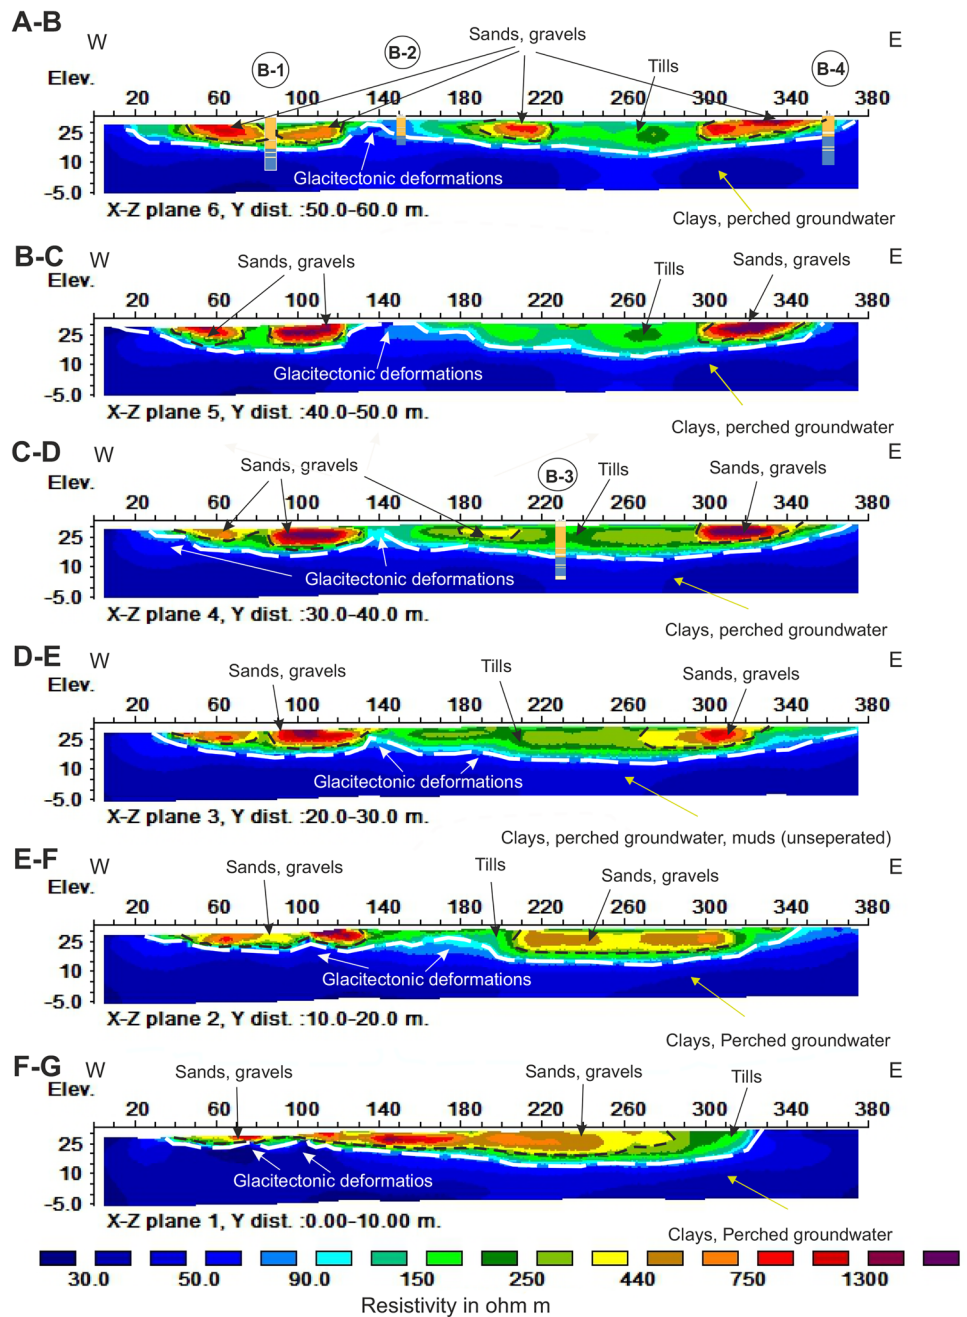 A-B
W
E
Sands, gravels
B-1
B-2
Tills
B-4
Elev.
20 60 100 140 180 220 260 300 340 380
25
10
-5.0
Glacitectonic deformations
X-Z plane 6, Y dist. :50.0-60.0 m.
Clays, perched groundwater
B-C
W
E
Sands, gravels
Tills
Sands, gravels
Elev.
20 60 100 140 180 220 260 300 340 380
25
10
-5.0
Glacitectonic deformations
X-Z plane 5, Y dist. :40.0-50.0 m.
Clays, perched groundwater
C-D
W
E
Sands, gravels
B-3
Tills
Sands, gravels
Elev.
20 60 100 140 180 220 260 300 340 380
25
10
-5.0
Glacitectonic deformations
X-Z plane 4, Y dist. :30.0-40.0 m.
Clays, perched groundwater
D-E
W
E
Sands, gravels
Tills
Sands, gravels
Elev.
20 60 100 140 180 220 260 300 340 380
25
10
-5.0
Glacitectonic deformations
X-Z plane 3, Y dist. :20.0-30.0 m.
Clays, perched groundwater, muds (unseperated)
E-F
W
E
Sands, gravels
Tills
Sands, gravels
Elev.
20 60 100 140 180 220 260 300 340 380
25
10
-5.0
Glacitectonic deformations
X-Z plane 2, Y dist. :10.0-20.0 m.
Clays, Perched groundwater
F-G
W
E
Sands, gravels
Sands, gravels
Tills
Elev.
20 60 100 140 180 220 260 300 340 380
25
10
-5.0
Glacitectonic deformatios
X-Z plane 1, Y dist. :0.00-10.00 m.
Clays, Perched groundwater
30.0 50.0 90.0 150 250 440 750 1300
Resistivity in ohm m